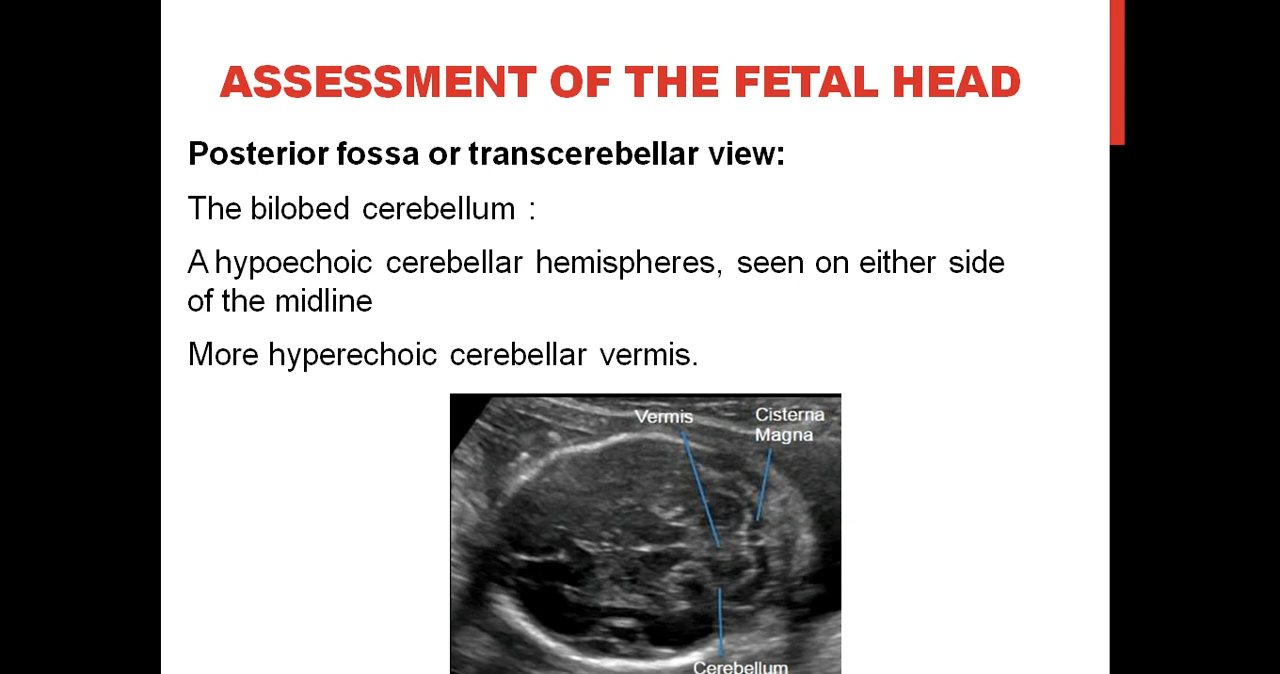 ASSESSMENT OF THE FETAL HEAD
Posterior fossa or transcerebellar view:
The bilobed cerebellum :
A hypoechoic cerebellar hemispheres, seen on either side
of the midline
More hyperechoic cerebellar vermis.
Vermis
Cisterna
Magna
Cerebellum